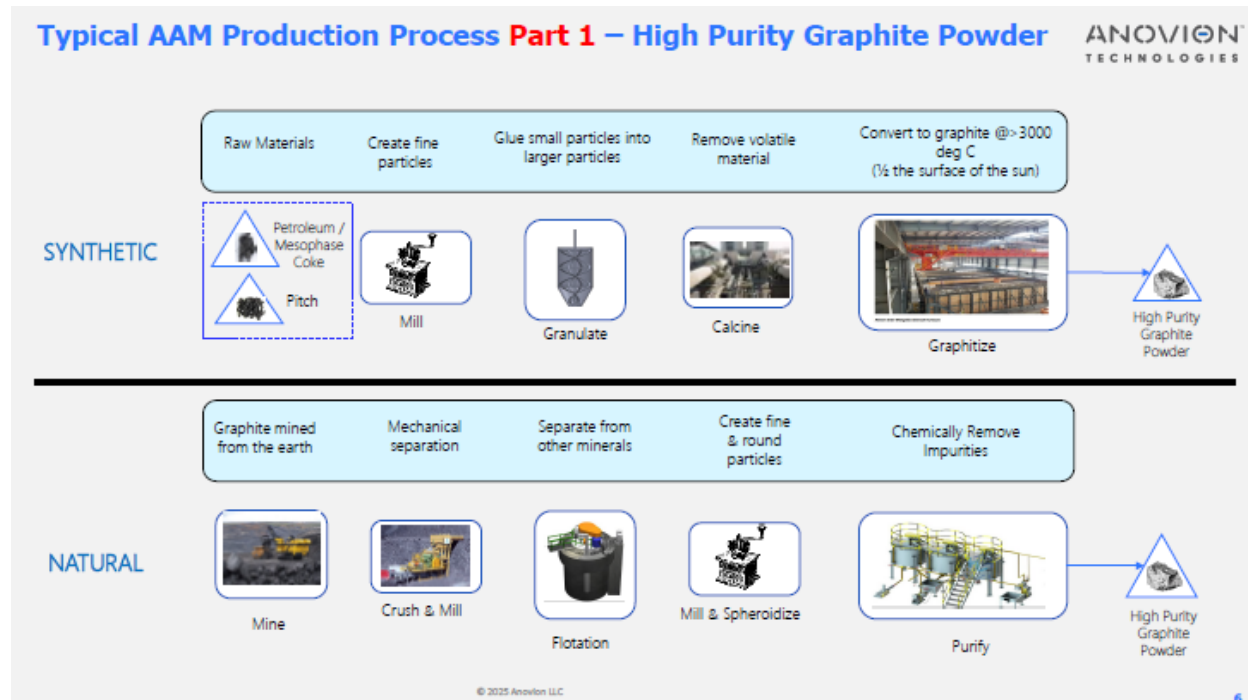 Typical AAM Production Process Part 1 – High Purity Graphite Powder
ANOVION
TECHNOLOGIES
Raw Materials
Create fine
particles
Glue small particles into
larger particles
Remove volatile
material
Convert to graphite @>3000
deg C
(½ the surface of the sun)
SYNTHETIC
Petroleum /
Mesophase
Coke
Pitch
Mill
Granulate
Calcine
Graphitize
High Purity
Graphite
Powder
Graphite mined
from the earth
Mechanical
separation
Separate from
other minerals
Create fine
& round
particles
Chemically Remove
Impurities
NATURAL
Mine
Crush & Mill
Flotation
Mill & Spheroidize
Purify
High Purity
Graphite
Powder
© 2025 Anovion LLC
6